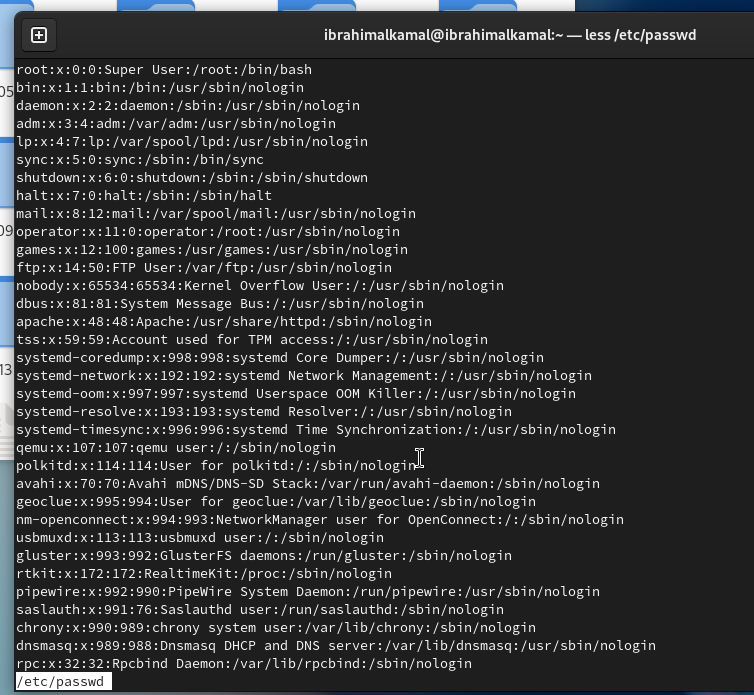 ibrahimalkamal@ibrahimalkamal:~ — less /etc/passwd
05
09
13
root:x:0:0:Super User:/root:/bin/bash
bin:x:1:1:bin:/bin:/usr/sbin/nologin
daemon:x:2:2:daemon:/sbin:/usr/sbin/nologin
adm:x:3:4:adm:/var/adm:/usr/sbin/nologin
lp:x:4:7:lp:/var/spool/lpd:/usr/sbin/nologin
sync:x:5:0:sync:/sbin:/bin/sync
shutdown:x:6:0:shutdown:/sbin:/sbin/shutdown
halt:x:7:0:halt:/sbin:/sbin/halt
mail:x:8:12:mail:/var/spool/mail:/usr/sbin/nologin
operator:x:11:0:operator:/root:/usr/sbin/nologin
games:x:12:100:games:/usr/games:/usr/sbin/nologin
ftp:x:14:50:FTP User:/var/ftp:/usr/sbin/nologin
nobody:x:65534:65534:Kernel Overflow User:/:/usr/sbin/nologin
dbus:x:81:81:System Message Bus:/:/usr/sbin/nologin
apache:x:48:48:Apache:/usr/share/httpd:/sbin/nologin
tss:x:59:59:Account used for TPM access:/:/usr/sbin/nologin
systemd-coredump:x:998:998:systemd Core Dumper:/:/usr/sbin/nologin
systemd-network:x:192:192:systemd Network Management:/:/usr/sbin/nologin
systemd-oom:x:997:997:systemd Userspace OOM Killer:/:/usr/sbin/nologin
systemd-resolve:x:193:193:systemd Resolver:/:/usr/sbin/nologin
systemd-timesync:x:996:996:systemd Time Synchronization:/:/usr/sbin/nologin
qemu:x:107:107:qemu user:/:/sbin/nologin
polkitd:x:114:114:User for polkitd:/:/sbin/nologin
avahi:x:70:70:Avahi mDNS/DNS-SD Stack:/var/run/avahi-daemon:/sbin/nologin
geoclue:x:995:994:User for geoclue:/var/lib/geoclue:/sbin/nologin
nm-openconnect:x:994:993:NetworkManager user for OpenConnect:/:/sbin/nologin
usbmuxd:x:113:113:usbmuxd user:/:/sbin/nologin
gluster:x:993:992:GlusterFS daemons:/run/gluster:/sbin/nologin
rtkit:x:172:172:RealtimeKit:/proc:/sbin/nologin
pipewire:x:992:990:PipeWire System Daemon:/run/pipewire:/usr/sbin/nologin
saslauth:x:991:76:Saslauthd user:/run/saslauthd:/sbin/nologin
chrony:x:990:989:chrony system user:/var/lib/chrony:/sbin/nologin
dnsmasq:x:989:988:Dnsmasq DHCP and DNS server:/var/lib/dnsmasq:/usr/sbin/nologin
rpc:x:32:32:Rpcbind Daemon:/var/lib/rpcbind:/sbin/nologin
/etc/passwd